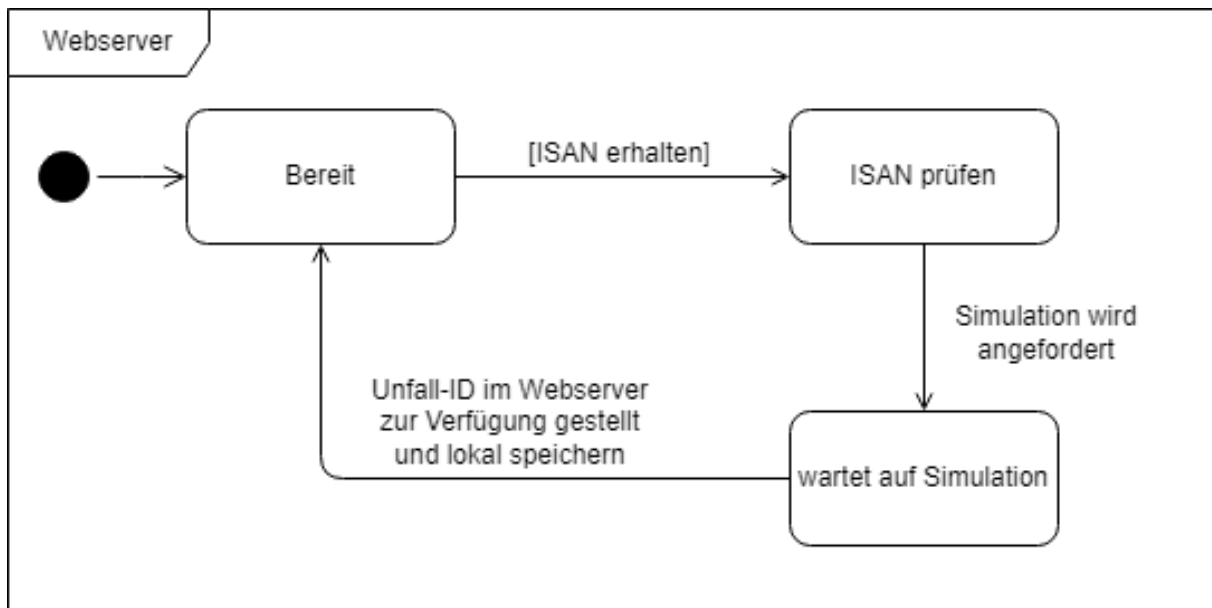 Webserver
Bereit
[ISAN erhalten]
ISAN prüfen
Simulation wird
angefordert
Unfall-ID im Webserver
zur Verfügung gestellt
und lokal speichern
wartet auf Simulation